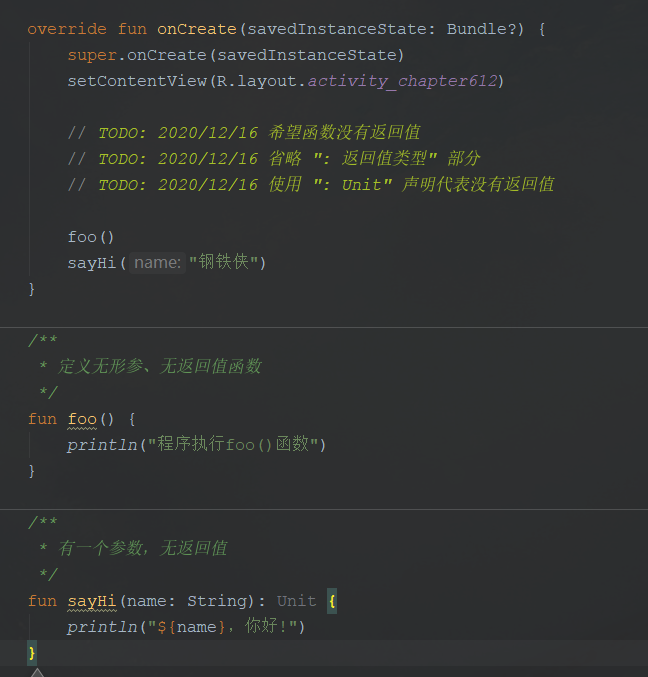 override fun onCreate(savedInstanceState: Bundle?) {
super.onCreate(savedInstanceState)
setContentView(R.layout.activity_chapter612)
// TODO: 2020/12/16 希望函数没有返回值
// TODO: 2020/12/16 省略 ": 返回值类型" 部分
// TODO: 2020/12/16 使用 ": Unit" 声明代表没有返回值
foo()
sayHi( name: "钢铁侠")
}
/**
* 定义无形参、无返回值函数
*/
fun foo() {
println("程序执行foo()函数")
}
/**
* 有一个参数，无返回值
*/
fun sayHi(name: String): Unit {
println("${name}，你好!")
}